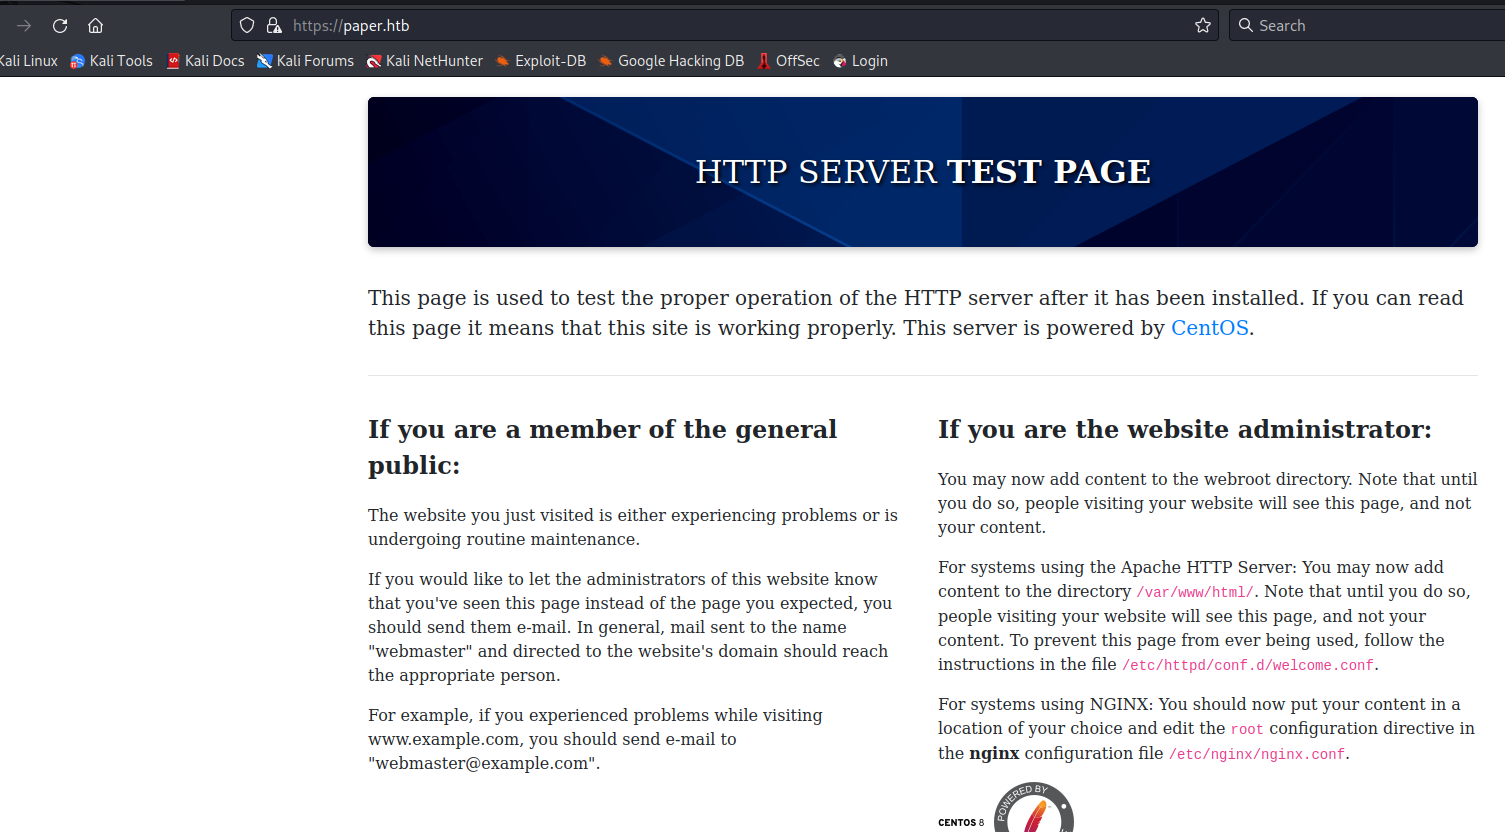 https://paper.htb
Search
Kali Linux
Kali Tools
Kali Docs
Kali Forums
Kali NetHunter
Exploit-DB
Google Hacking DB
OffSec
Login
HTTP SERVER TEST PAGE
This page is used to test the proper operation of the HTTP server after it has been installed. If you can read
this page it means that this site is working properly. This server is powered by CentOS.
If you are a member of the general
public:
The website you just visited is either experiencing problems or is
undergoing routine maintenance.
If you would like to let the administrators of this website know
that you've seen this page instead of the page you expected, you
should send them e-mail. In general, mail sent to the name
"webmaster" and directed to the website's domain should reach
the appropriate person.
For example, if you experienced problems while visiting
www.example.com, you should send e-mail to
"webmaster@example.com".
If you are the website administrator:
You may now add content to the webroot directory. Note that until
you do so, people visiting your website will see this page, and not
your content.
For systems using the Apache HTTP Server: You may now add
content to the directory /var/www/html/. Note that until you do so,
people visiting your website will see this page, and not your
content. To prevent this page from ever being used, follow the
instructions in the file /etc/httpd/conf.d/welcome.conf.
For systems using NGINX: You should now put your content in a
location of your choice and edit the root configuration directive in
the nginx configuration file /etc/nginx/nginx.conf.
CENTOS 8
POWERED BY